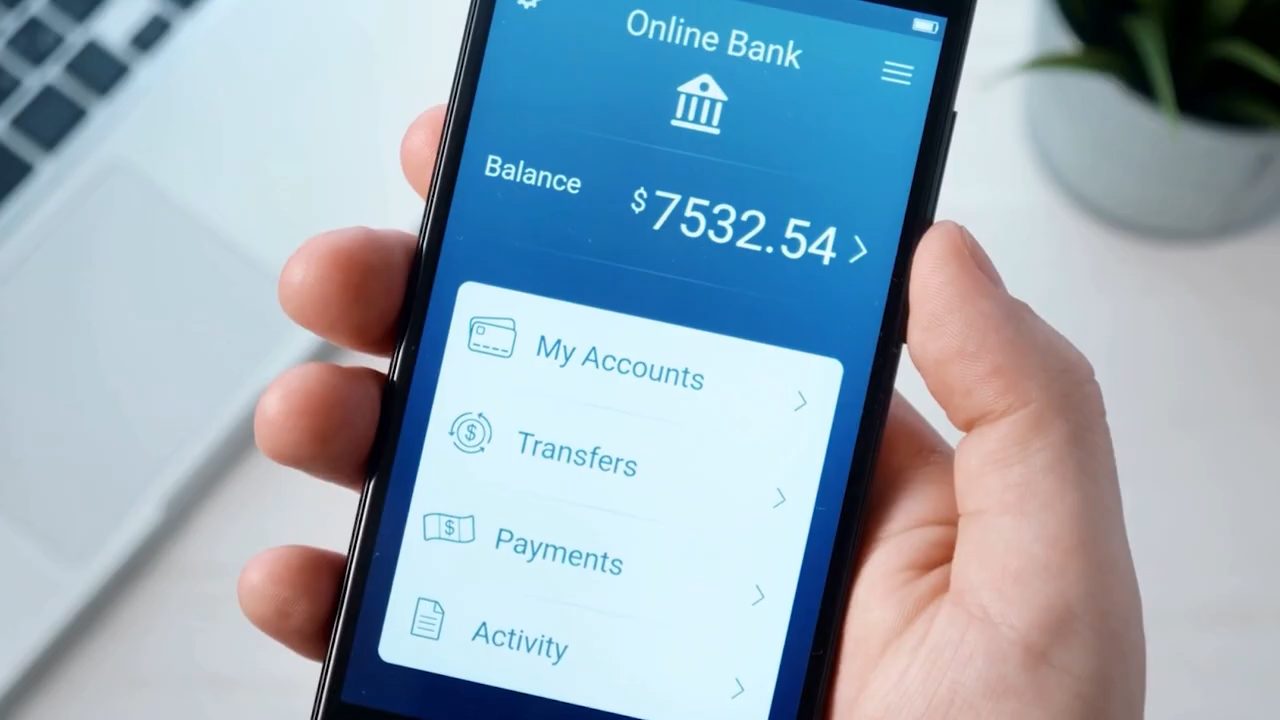 Online Bank
Balance $7532.54
My Accounts
Transfers
Payments
Activity